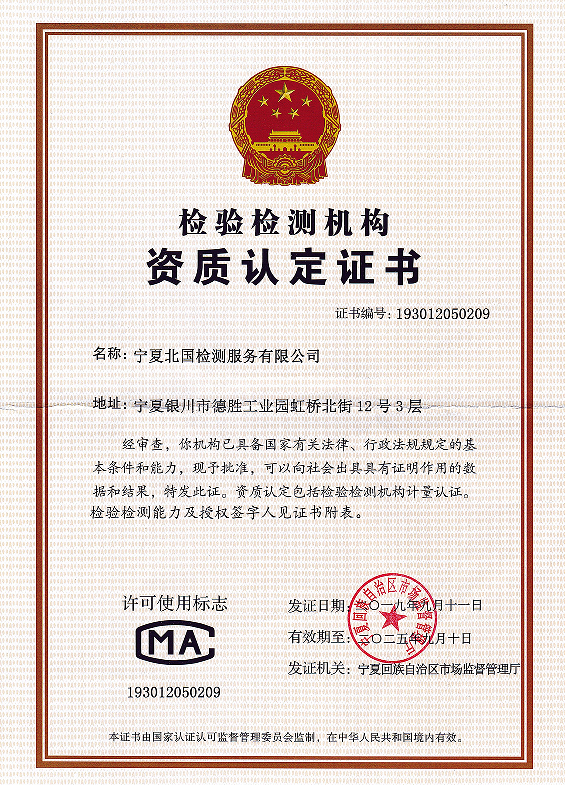 检验检测机构
资质认定证书
证书编号: 193012050209
名称: 宁夏北国检测服务有限公司
地址: 宁夏银川市德胜工业园虹桥北街12号3层
经审查，你机构已具备国家有关法律、行政法规规定的基
本条件和能力，现予批准，可以向社会出具具有证明作用的数
据和结果，特发此证。资质认定包括检验检测机构计量认证。
检验检测能力及授权签字人见证书附表。
许可使用标志
MA
193012050209
发证日期: 二〇一九年九月十一日
有效期至: 二〇二五年九月十日
发证机关: 宁夏回族自治区市场监督管理厅
宁夏回族自治区市场监督管理厅
本证书由国家认证认可监督管理委员会监制，在中华人民共和国境内有效。